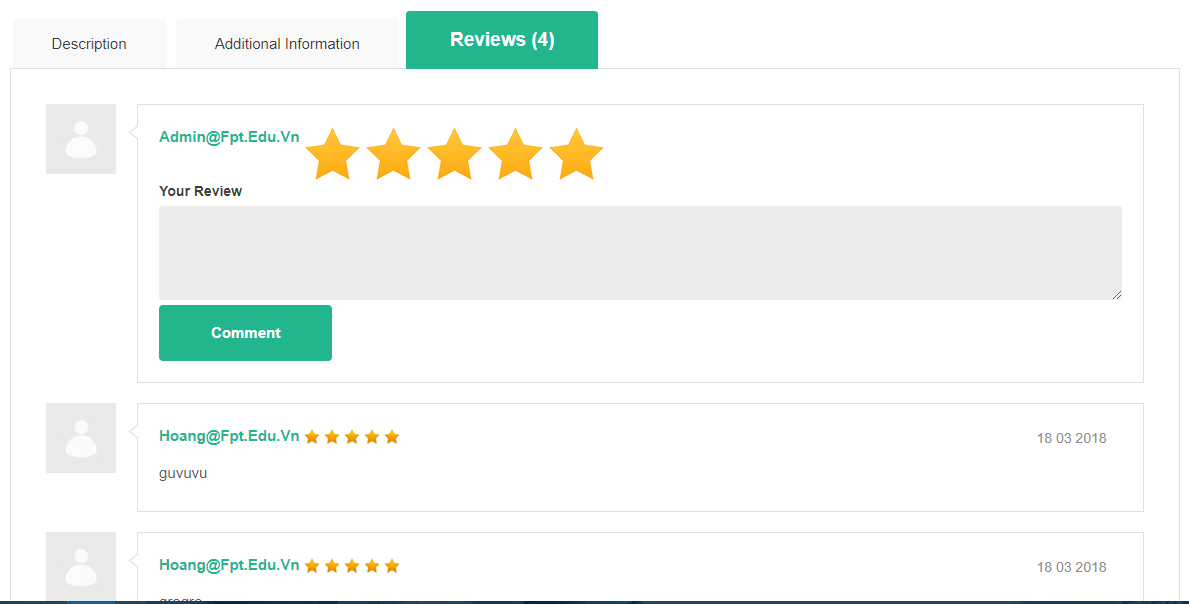 Description
Additional Information
Reviews (4)
Admin@Fpt.Edu.Vn
Your Review
Comment
Hoang@Fpt.Edu.Vn
18 03 2018
guvuvu
Hoang@Fpt.Edu.Vn
18 03 2018